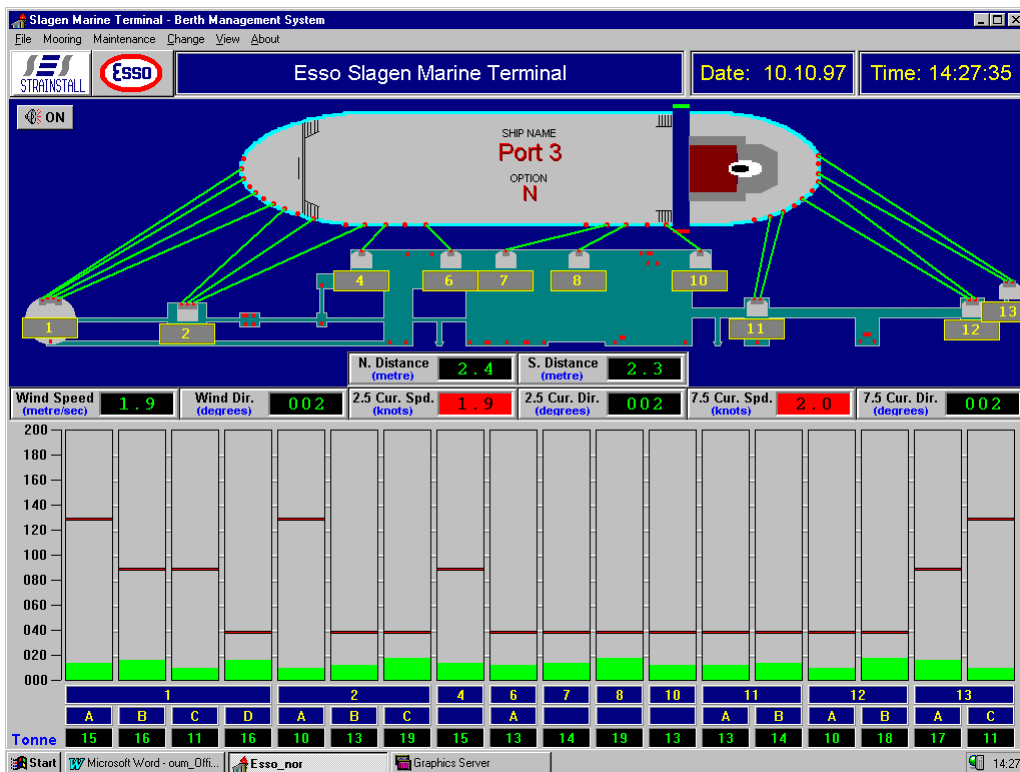 Slagen Marine Terminal - Berth Management System
File Mooring Maintenance Change View About
SES STRAINSTALL
Esso
Esso Slagen Marine Terminal
Date: 10.10.97
Time: 14:27:35
ON
SHIP NAME
Port 3
OPTION
N
4 6 7 8 10
1 2 11 12 13
N. Distance (metre) 2.4
S. Distance (metre) 2.3
Wind Speed (metre/sec) 1.9
Wind Dir. (degrees) 002
2.5 Cur. Spd. (knots) 1.9
2.5 Cur. Dir. (degrees) 002
7.5 Cur. Spd. (knots) 2.0
7.5 Cur. Dir. (degrees) 002
200
180
160
140
120
100
080
060
040
020
000
1 2 4 6 7 8 10 11 12 13
A B C D A B C A A B A B A C
Tonne 15 16 11 16 10 13 19 15 13 14 19 13 13 14 10 18 17 11
Start Microsoft Word - oum_Offi... Esso_nor Graphics Server 14:27